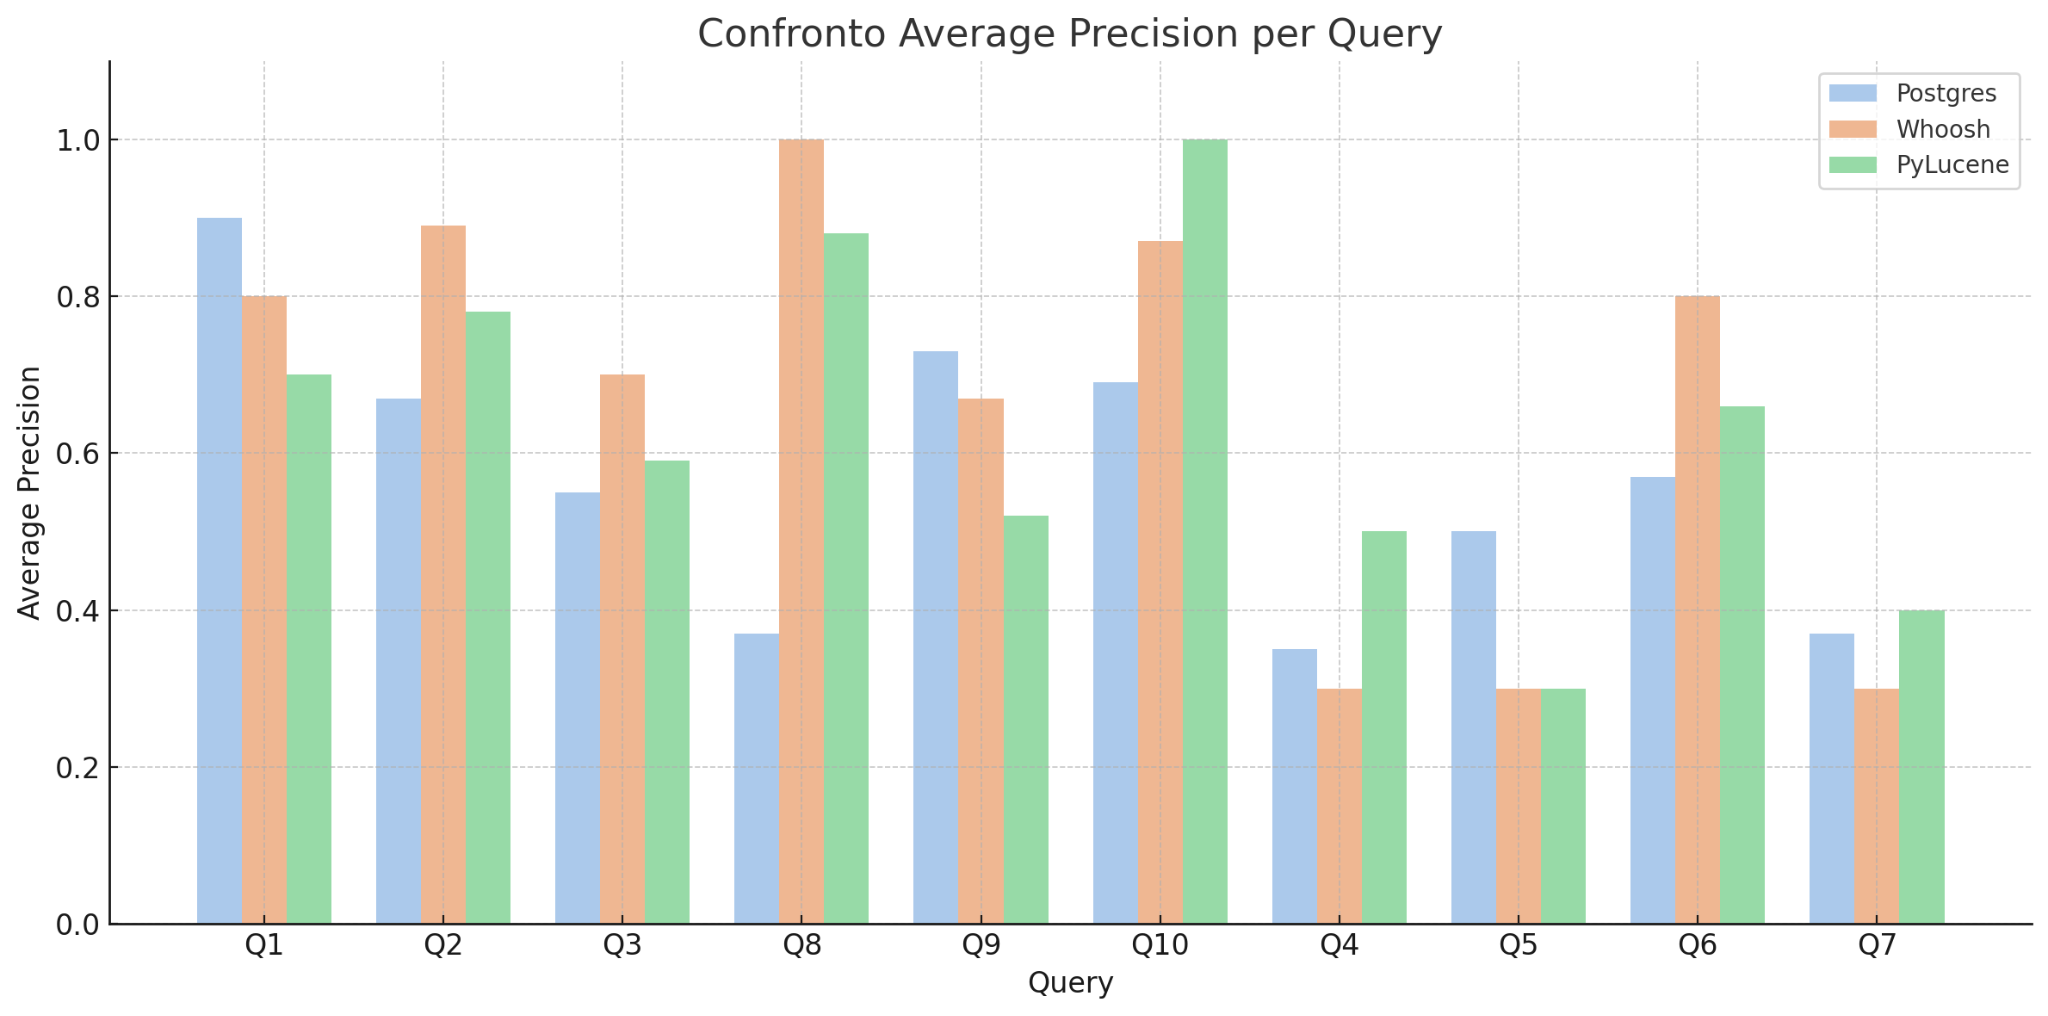 Confronto Average Precision per Query
Postgres
Whoosh
PyLucene
Average Precision
1.0
0.8
0.6
0.4
0.2
0.0
Q1 Q2 Q3 Q8 Q9 Q10 Q4 Q5 Q6 Q7
Query